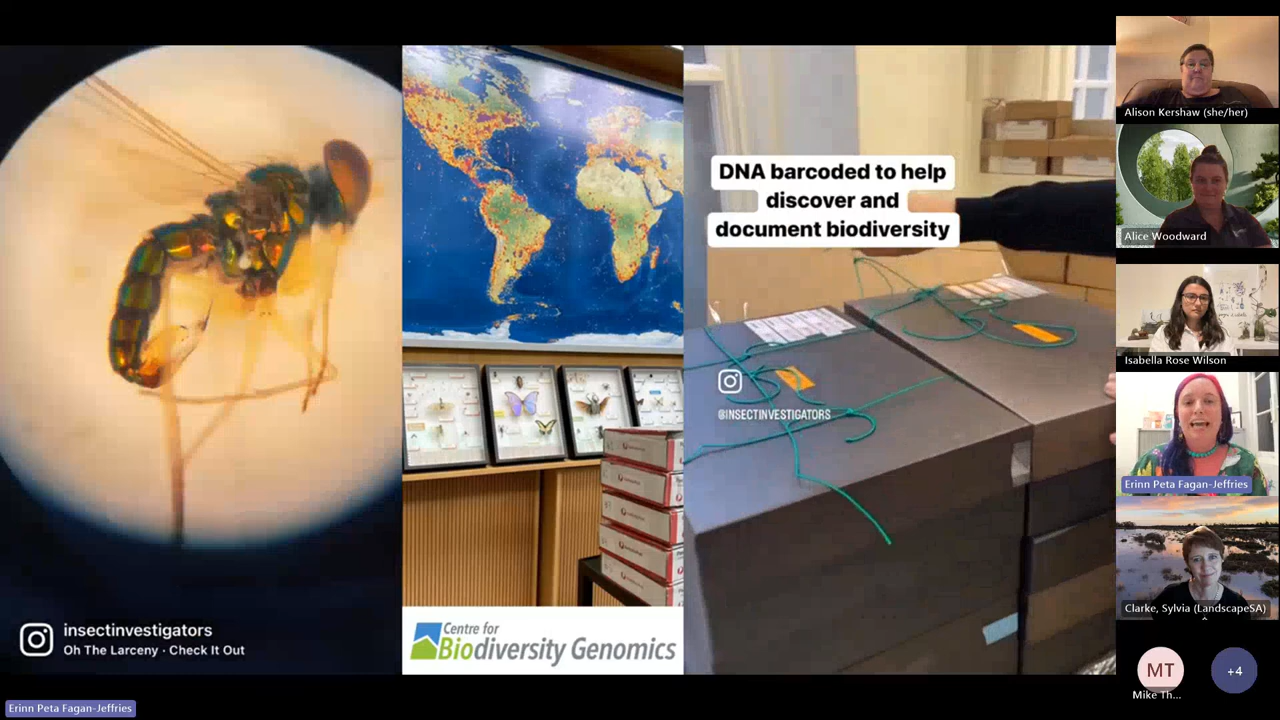 insectinvestigators
Oh The Larceny · Check It Out
Centre for
Biodiversity Genomics
DNA barcoded to help
discover and
document biodiversity
@INSECTINVESTIGATORS
Alison Kershaw (she/her)
Alice Woodward
Isabella Rose Wilson
Erinn Peta Fagan-Jeffries
Clarke, Sylvia (LandscapeSA)
MT
Mike Th...
+4
Erinn Peta Fagan-Jeffries